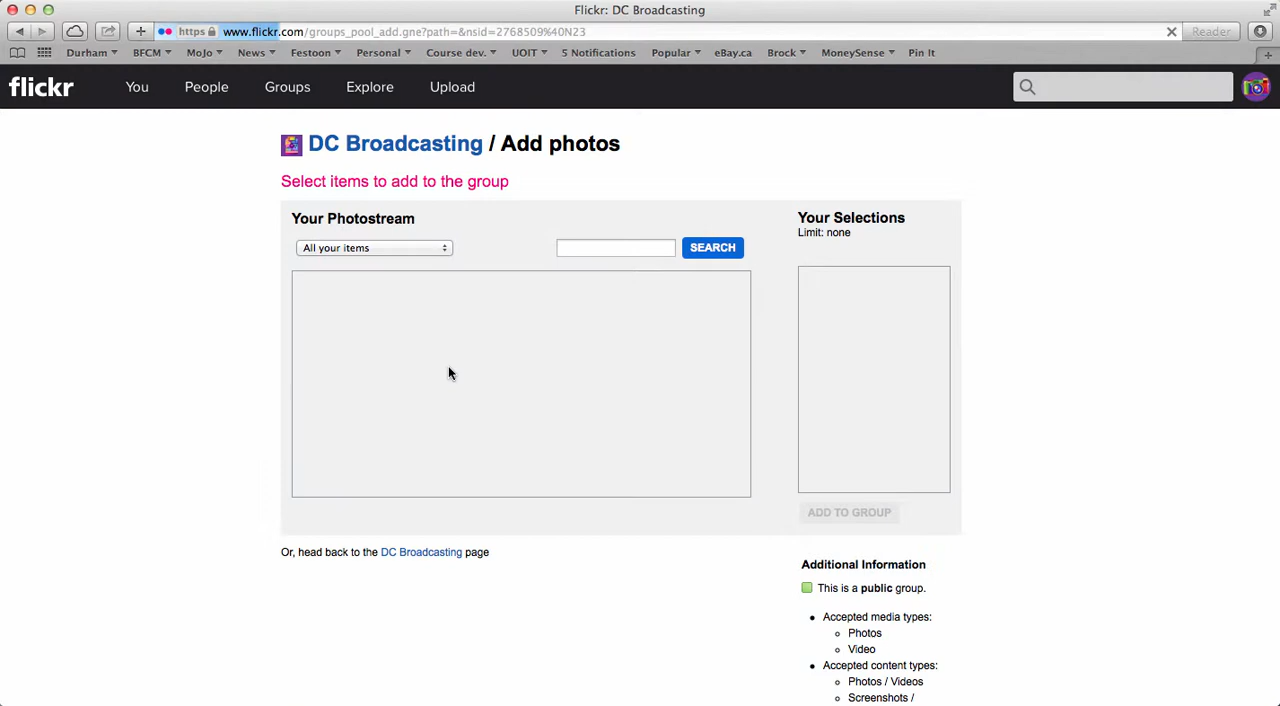 Flickr: DC Broadcasting
https www.flickr.com/groups_pool_add.gne?path=&nsid=2768509%40N23 Reader
Durham BFCM MoJo News Festoon Personal Course dev. UOIT 5 Notifications Popular eBay.ca Brock MoneySense Pin It
flickr You People Groups Explore Upload
DC Broadcasting / Add photos
Select items to add to the group
Your Photostream
All your items
SEARCH
Your Selections
Limit: none
ADD TO GROUP
Or, head back to the DC Broadcasting page
Additional Information
This is a public group.
Accepted media types:
Photos
Video
Accepted content types:
Photos / Videos
Screenshots /